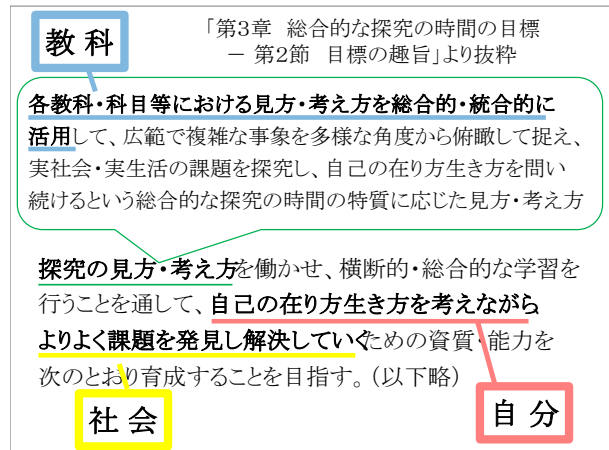 教科
「第3章 総合的な探究の時間の目標
－ 第2節 目標の趣旨」より抜粋
各教科・科目等における見方・考え方を総合的・統合的に
活用して、広範で複雑な事象を多様な角度から俯瞰して捉え、
実社会・実生活の課題を探究し、自己の在り方生き方を問い
続けるという総合的な探究の時間の特質に応じた見方・考え方
探究の見方・考え方を働かせ、横断的・総合的な学習を
行うことを通して、自己の在り方生き方を考えながら
よりよく課題を発見し解決していくための資質・能力を
次のとおり育成することを目指す。（以下略）
社会
自分